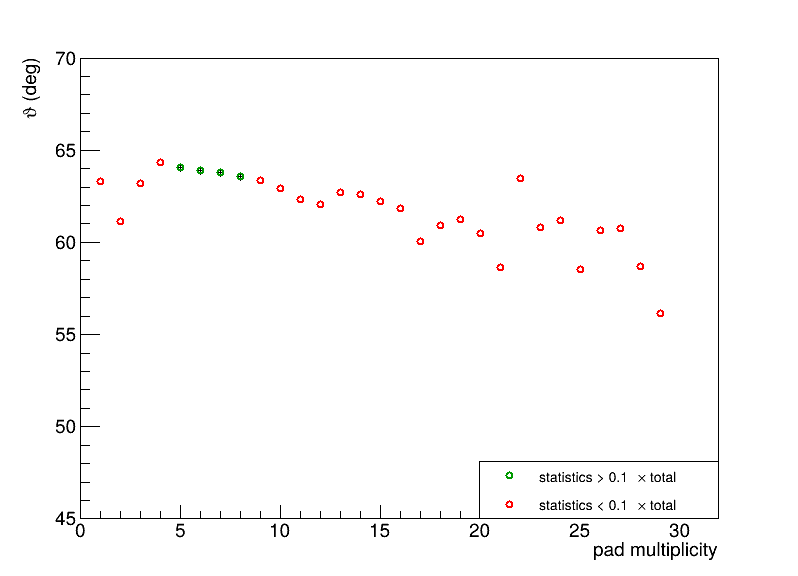 ϑ (deg)
70
65
60
55
50
45
0 5 10 15 20 25 30
pad multiplicity
statistics > 0.1 × total
statistics < 0.1 × total